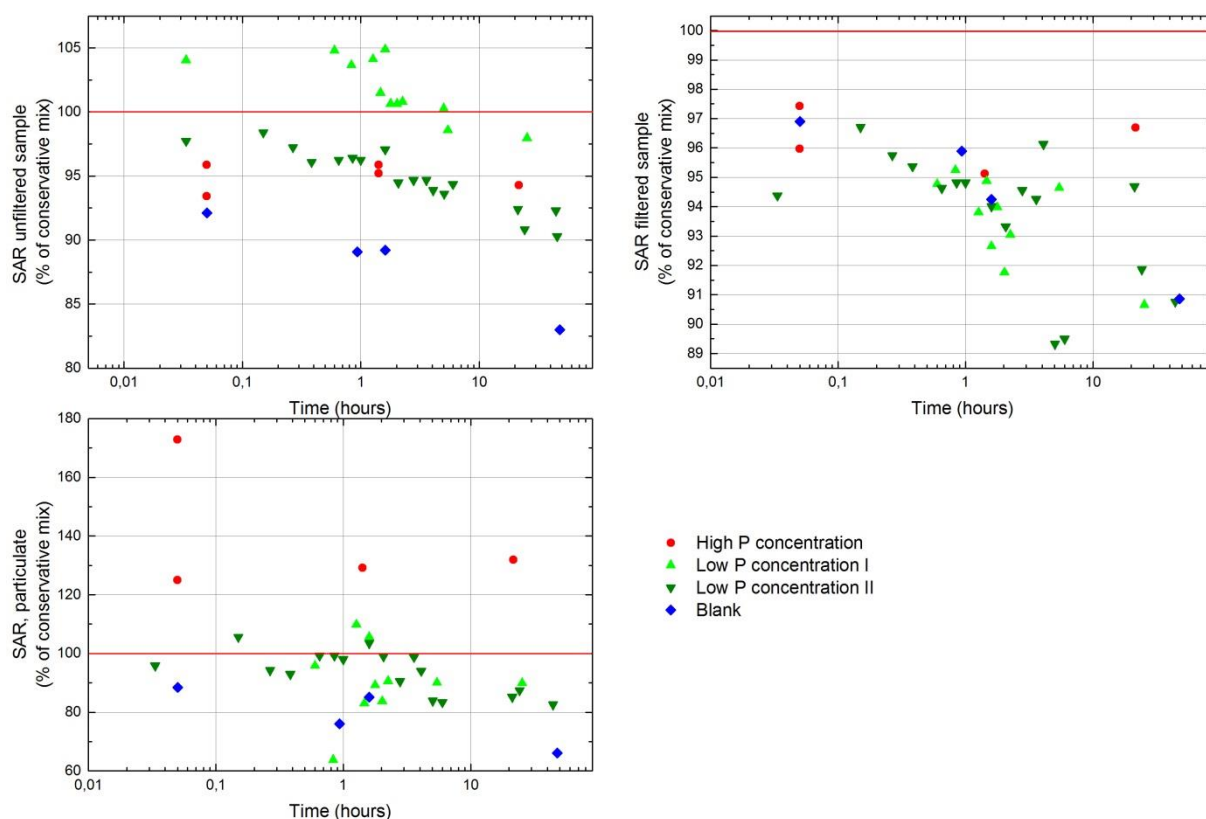 SAR unfiltered sample
(% of conservative mix)
105
100
95
90
85
80
0,01
0,1
1
10
Time (hours)
SAR filtered sample
(% of conservative mix)
100
99
98
97
96
95
94
93
92
91
90
89
0,01
0,1
1
10
Time (hours)
SAR, particulate
(% of conservative mix)
180
160
140
120
100
80
60
0,01
0,1
1
10
Time (hours)
High P concentration
Low P concentration I
Low P concentration II
Blank